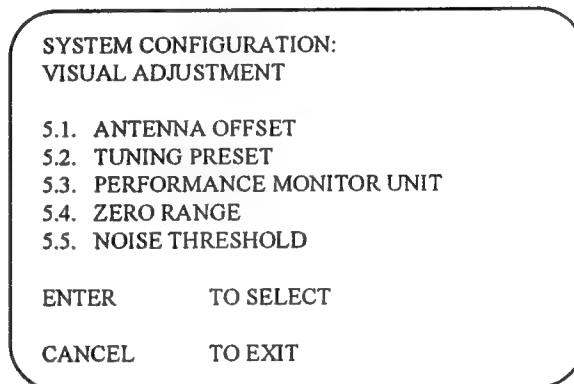 SYSTEM CONFIGURATION:
VISUAL ADJUSTMENT
5.1. ANTENNA OFFSET
5.2. TUNING PRESET
5.3. PERFORMANCE MONITOR UNIT
5.4. ZERO RANGE
5.5. NOISE THRESHOLD
ENTER TO SELECT
CANCEL TO EXIT